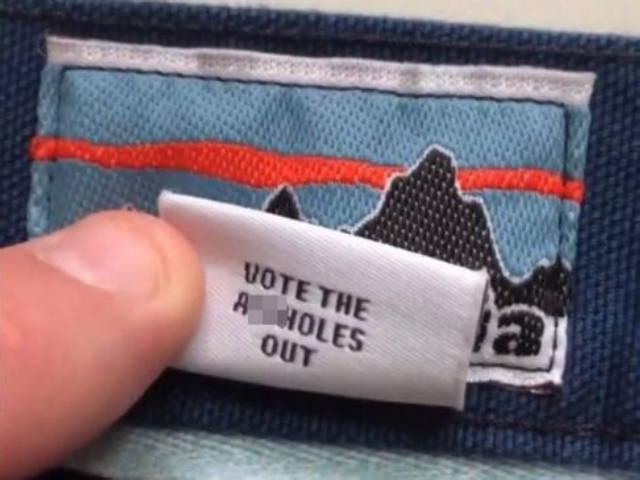 VOTE THE
A HOLES
OUT
a